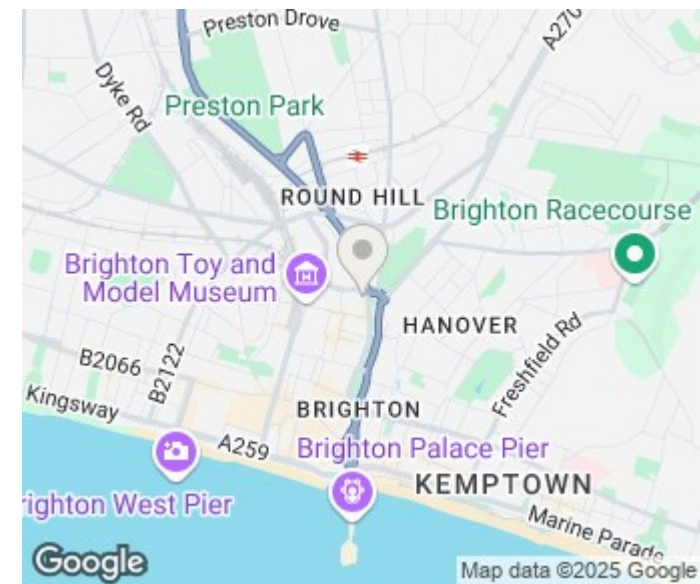 Preston Drove
A270
Dyke Rd
Preston Park
ROUND HILL
Brighton Racecourse
Brighton Toy and
Model Museum
HANOVER
Freshfield Rd
B2066
B2122
Kingsway
BRIGHTON
A259
Brighton Palace Pier
righton West Pier
KEMPTOWN
Marine Parade
Google
Map data ©2025 Google